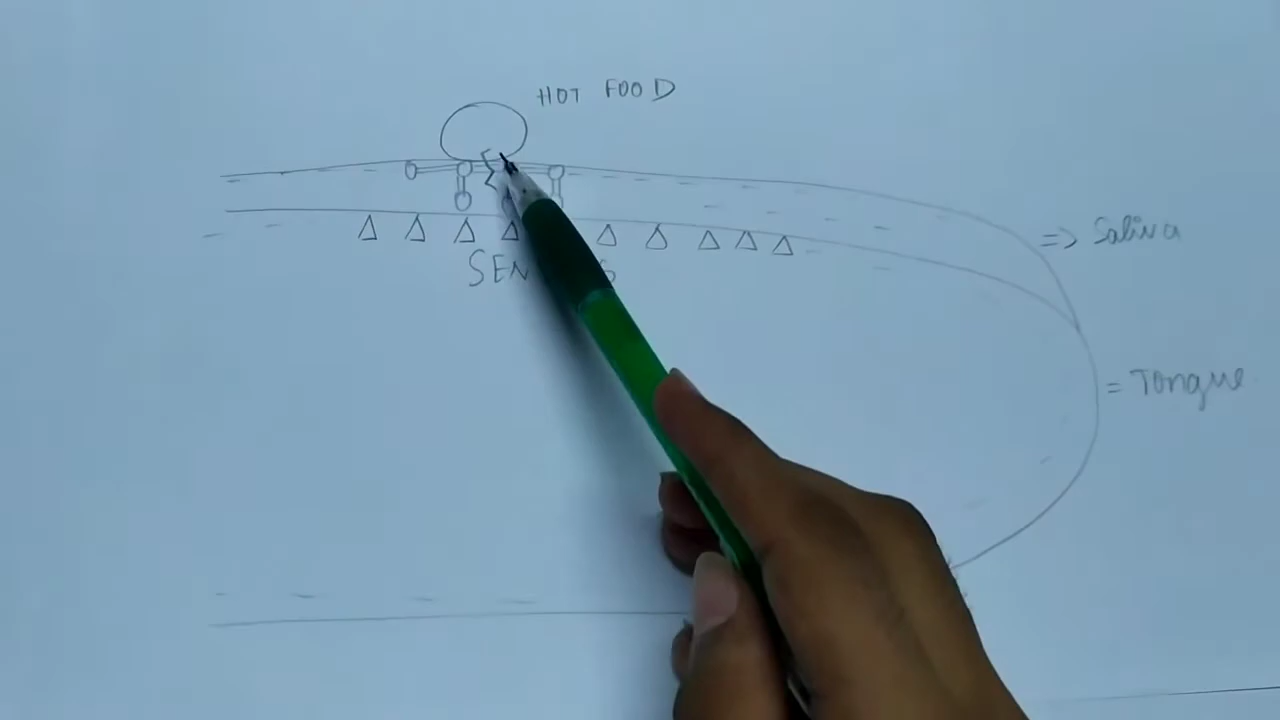 HOT FOOD
=> Saliva
= Tongue